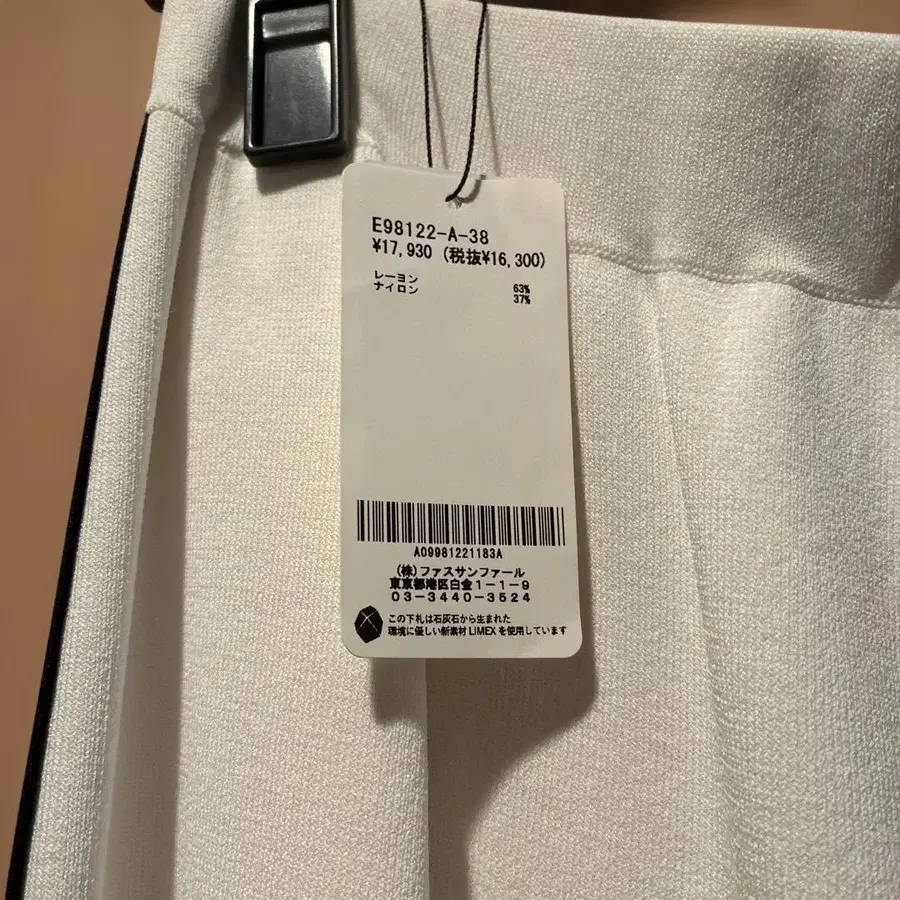 E98122-A-38
¥17,930 (税抜¥16,300)
レーヨン 63%
ナイロン 37%
A09981221183A
(株)ファスサンファール
東京都港区白金1-1-9
03-3440-3524
この下札は石灰石から生まれた
環境に優しい新素材 LIMEX を使用しています